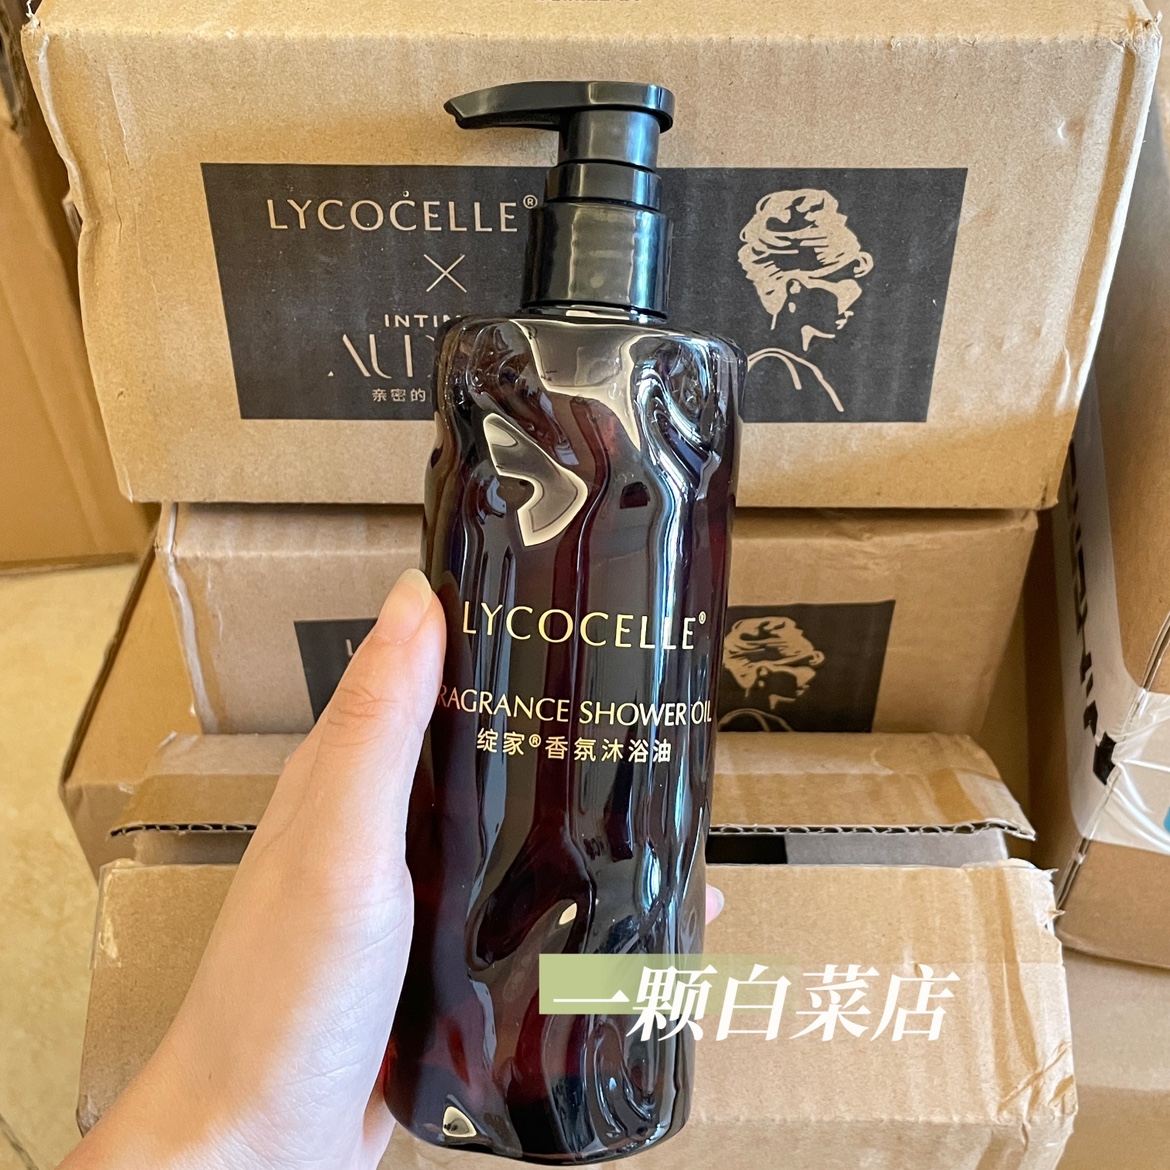 LYCOCELLE®
×
INTIM
亲密的
LYCOCELLE®
RAGRANCE SHOWER OIL
绽家®香氛沐浴油
一颗白菜店